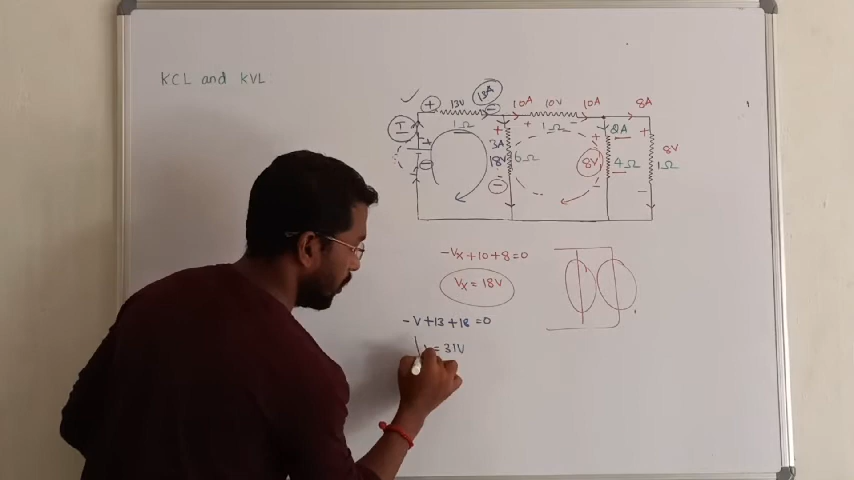 KCL and KVL
13V 13A 10A 10V 10A 8A
+ −
I 1Ω + 1Ω − 2A
+ + + +
3A 8V
18V 6Ω 8V 4Ω 1Ω
− − − −
-Vx+10+8=0
Vx = 18V
-V+13+18=0
V = 31V